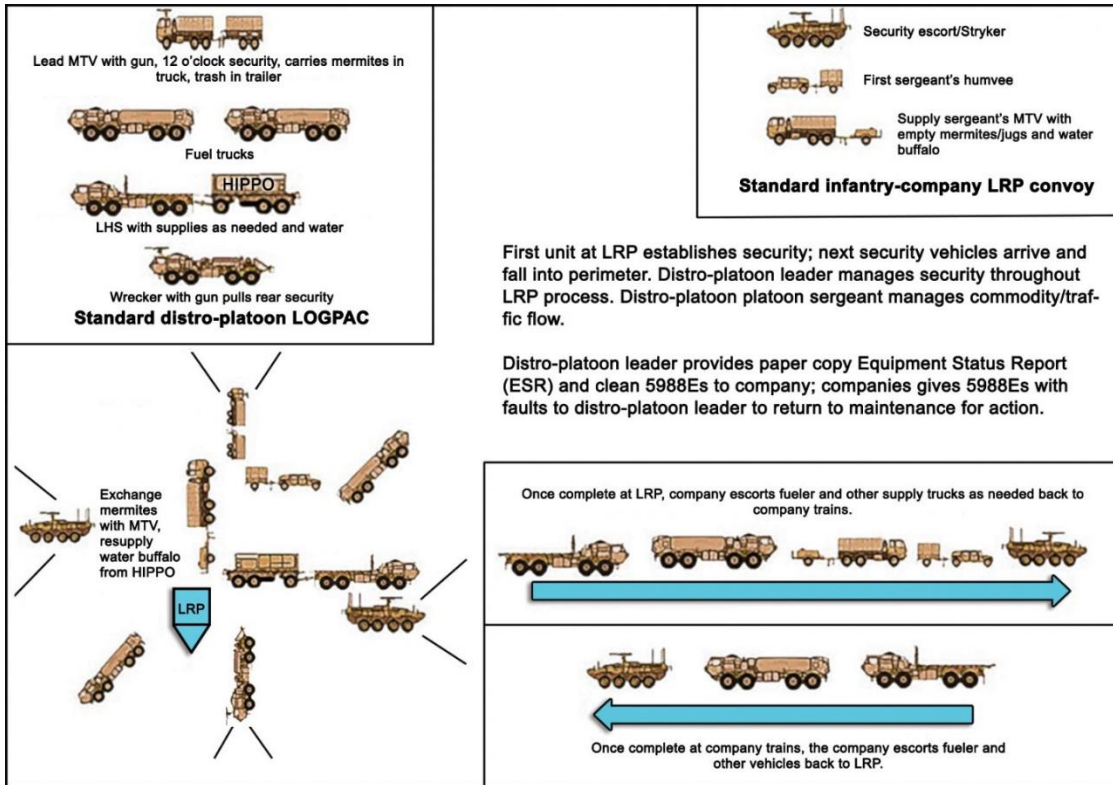 Lead MTV with gun, 12 o'clock security, carries mermites in
truck, trash in trailer
Fuel trucks
HIPPO
LHS with supplies as needed and water
Wrecker with gun pulls rear security
Standard distro-platoon LOGPAC
Security escort/Stryker
First sergeant's humvee
Supply sergeant's MTV with
empty mermites/jugs and water
buffalo
Standard infantry-company LRP convoy
First unit at LRP establishes security; next security vehicles arrive and
fall into perimeter. Distro-platoon leader manages security throughout
LRP process. Distro-platoon platoon sergeant manages commodity/traf-
fic flow.
Distro-platoon leader provides paper copy Equipment Status Report
(ESR) and clean 5988Es to company; companies gives 5988Es with
faults to distro-platoon leader to return to maintenance for action.
Exchange
mermites
with MTV,
resupply
water buffalo
from HIPPO
LRP
Once complete at LRP, company escorts fueler and other supply trucks as needed back to
company trains.
Once complete at company trains, the company escorts fueler and
other vehicles back to LRP.